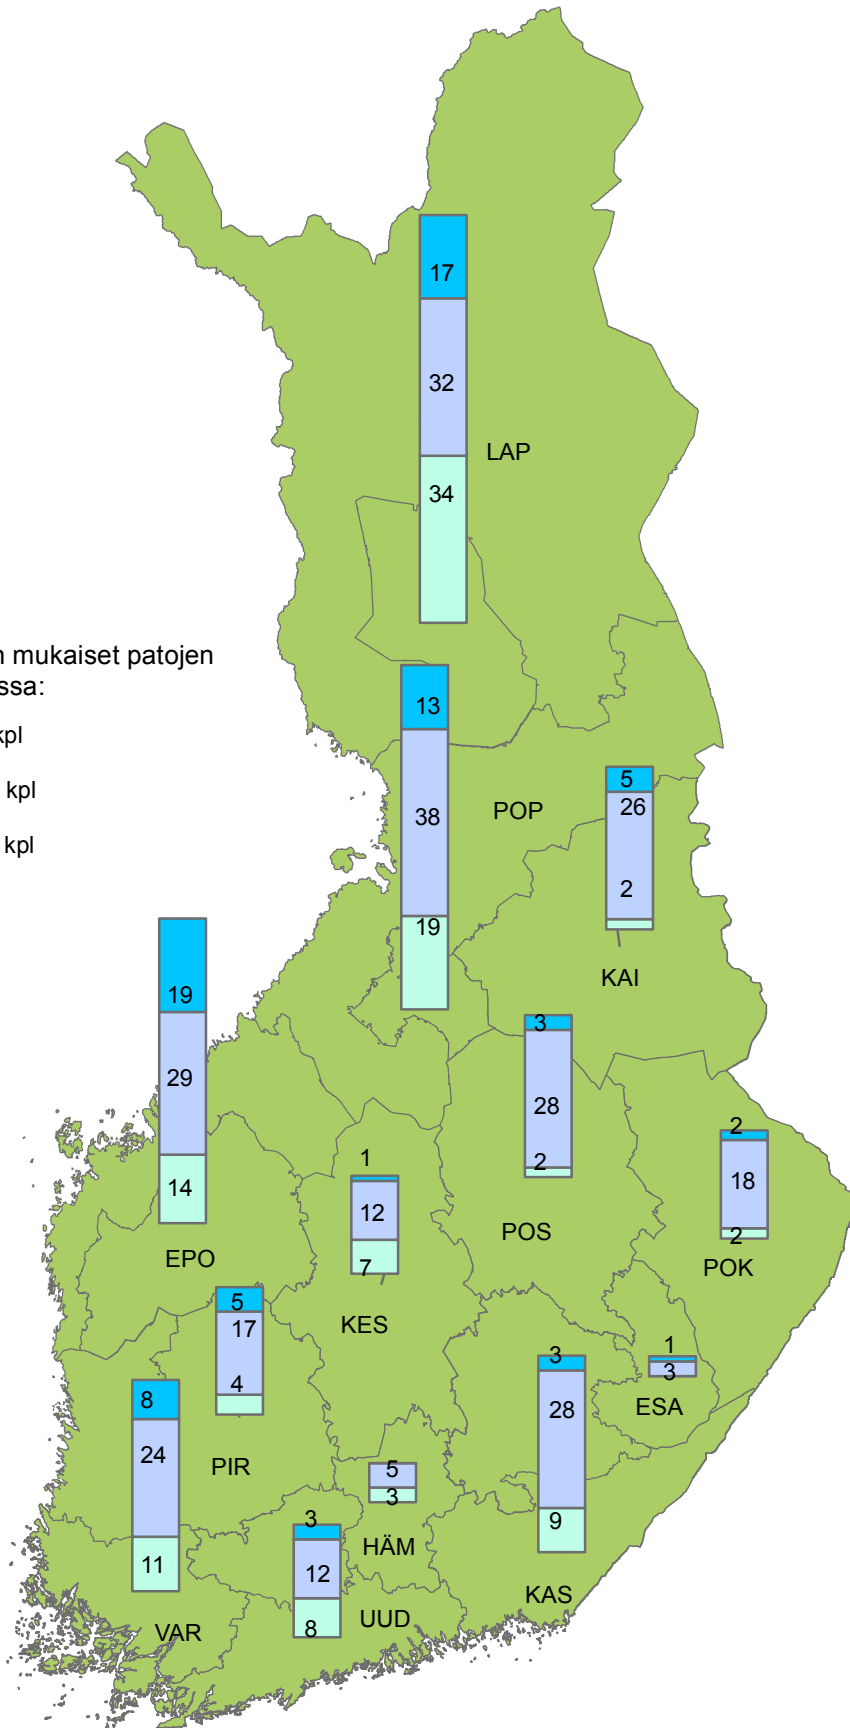 17
32
LAP
34
n mukaiset patojen
ssa:
13
kpl
5
kpl
26
POP
38
kpl
2
19
KAI
19
3
29
28
2
1
2
18
14
12
POS
2
EPO
7
POK
5
KES
17
1
3
3
4
8
ESA
28
24
PIR
5
3
9
3
HÄM
11
12
KAS
UUD
8
VAR